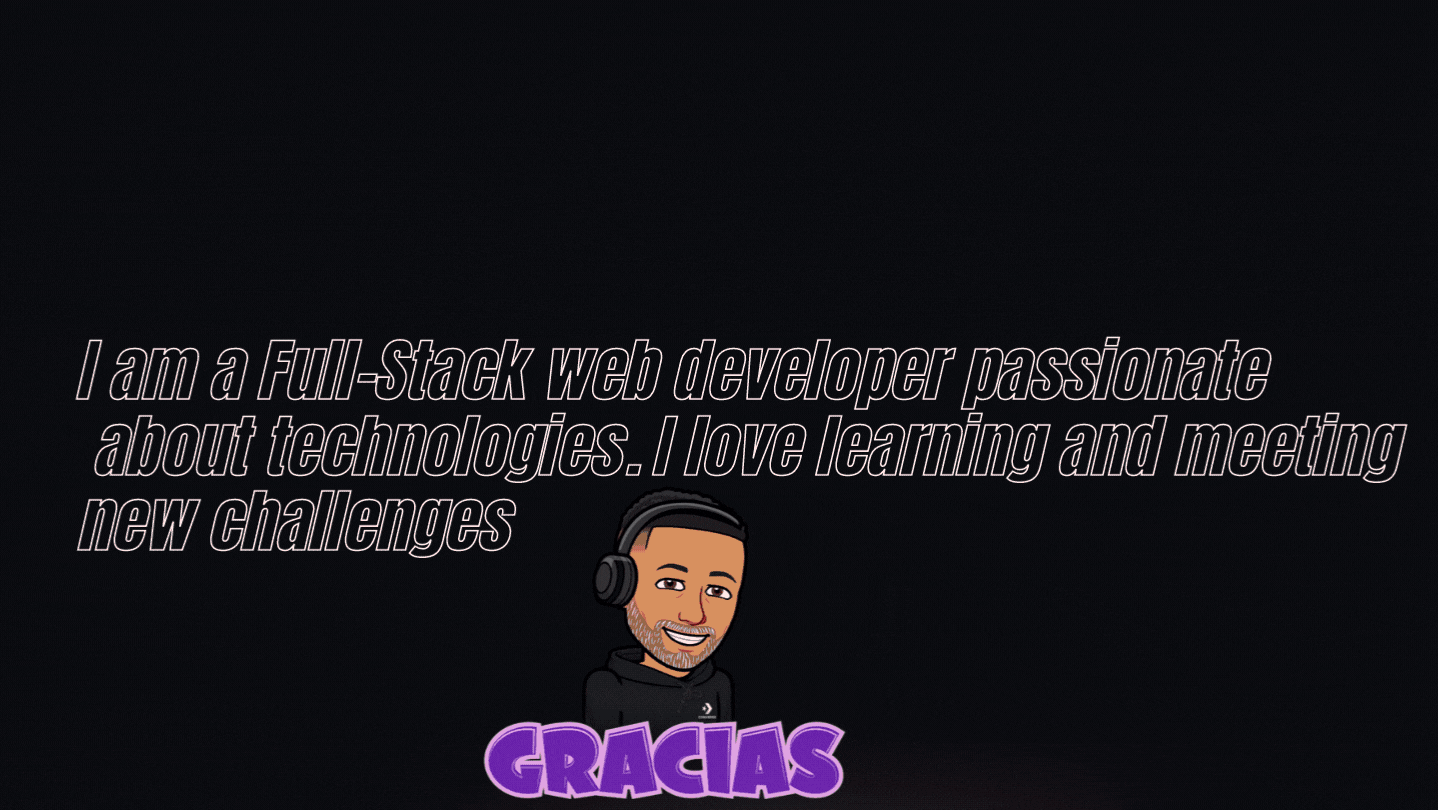 I am a Full-Stack web developer passionate
about technologies. I love learning and meeting
new challenges
GRACIAS